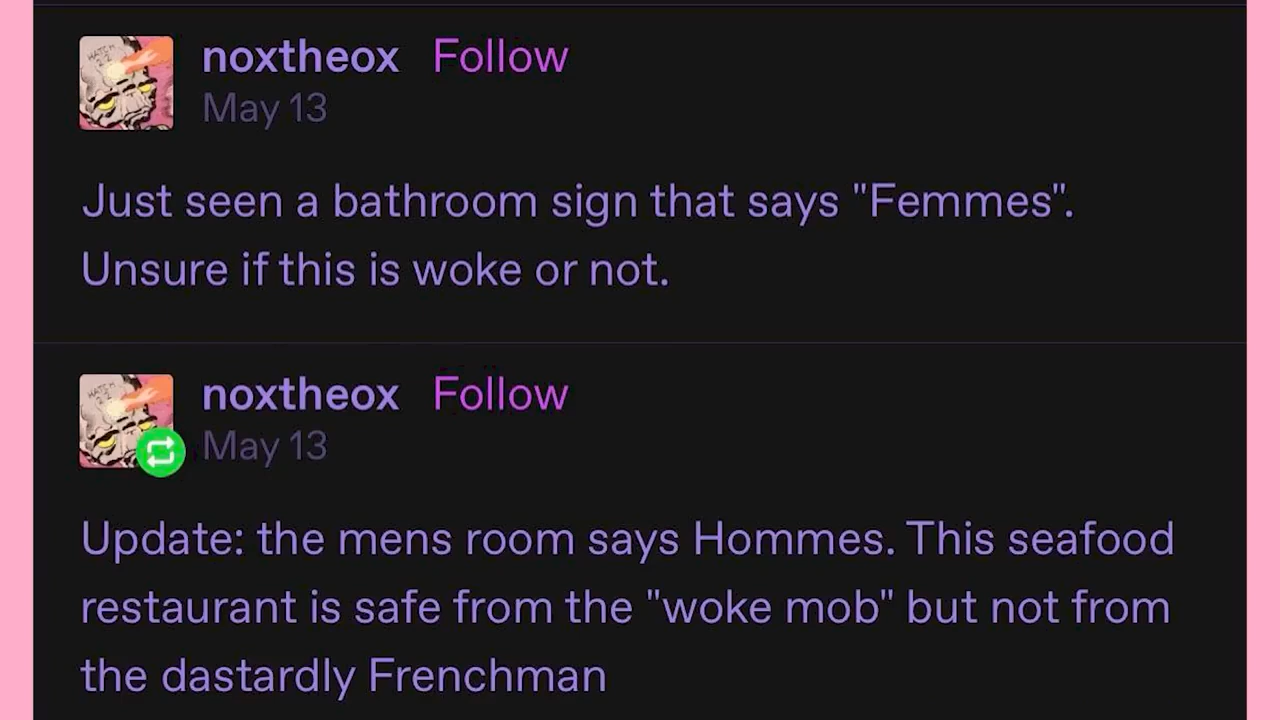 noxtheox Follow
May 13
Just seen a bathroom sign that says "Femmes".
Unsure if this is woke or not.
noxtheox Follow
May 13
Update: the mens room says Hommes. This seafood
restaurant is safe from the "woke mob" but not from
the dastardly Frenchman